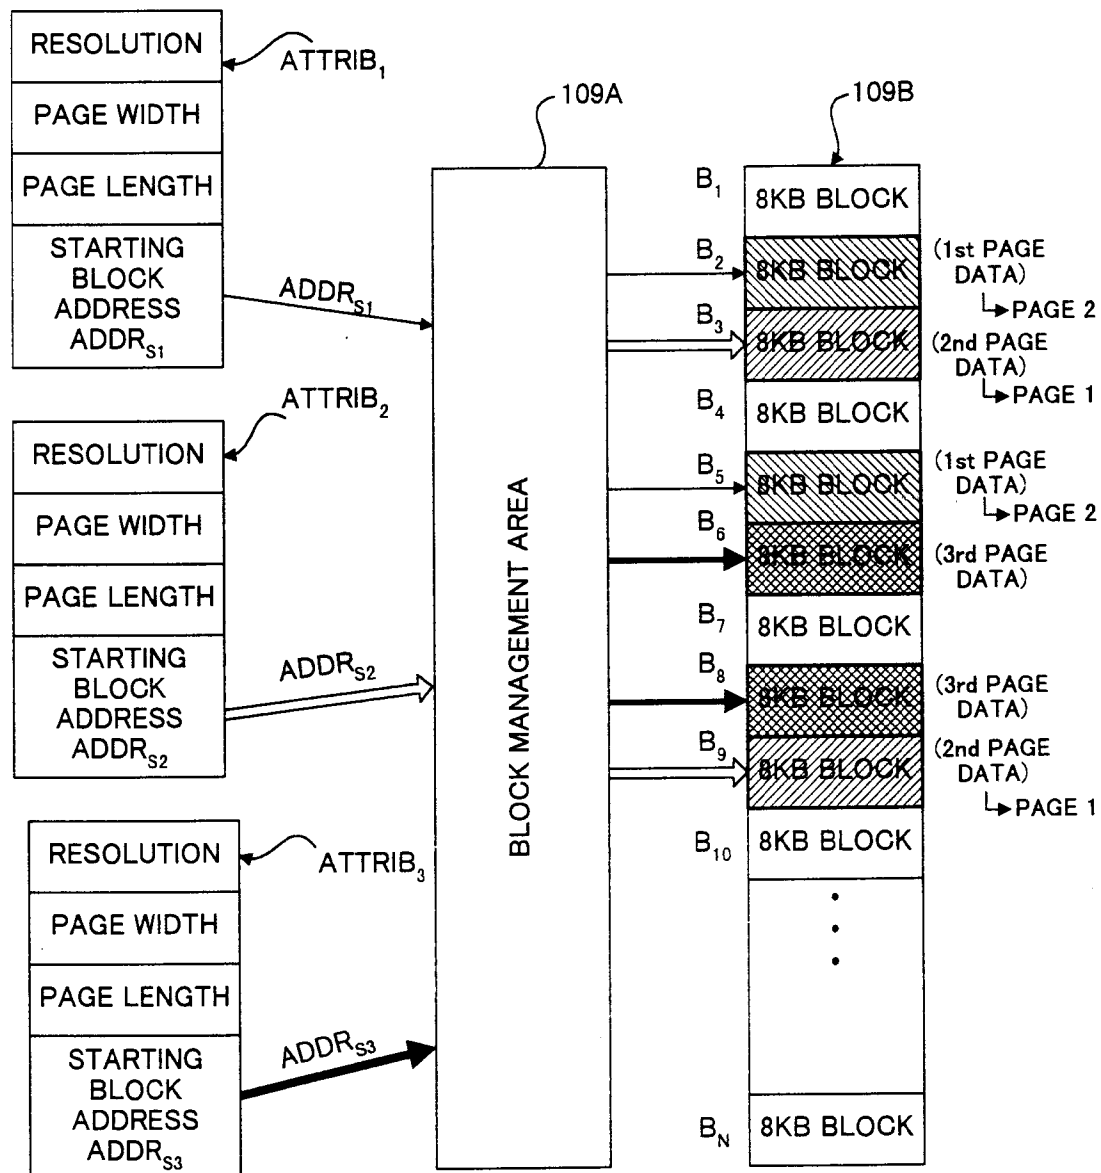 RESOLUTION
ATTRIB₁
PAGE WIDTH
PAGE LENGTH
STARTING
BLOCK
ADDRESS
ADDRS1
ADDRS1
ATTRIB₂
RESOLUTION
PAGE WIDTH
PAGE LENGTH
STARTING
BLOCK
ADDRESS
ADDRS2
ADDRS2
RESOLUTION
ATTRIB₃
PAGE WIDTH
PAGE LENGTH
STARTING
BLOCK
ADDRESS
ADDRS3
ADDRS3
109A
BLOCK MANAGEMENT AREA
109B
B₁
8KB BLOCK
B₂
8KB BLOCK
(1st PAGE
DATA)
PAGE 2
B₃
8KB BLOCK
(2nd PAGE
DATA)
PAGE 1
B₄
8KB BLOCK
B₅
8KB BLOCK
(1st PAGE
DATA)
PAGE 2
B₆
8KB BLOCK
(3rd PAGE
DATA)
B₇
8KB BLOCK
B₈
8KB BLOCK
(3rd PAGE
DATA)
B₉
8KB BLOCK
(2nd PAGE
DATA)
PAGE 1
B₁₀
8KB BLOCK
BN
8KB BLOCK